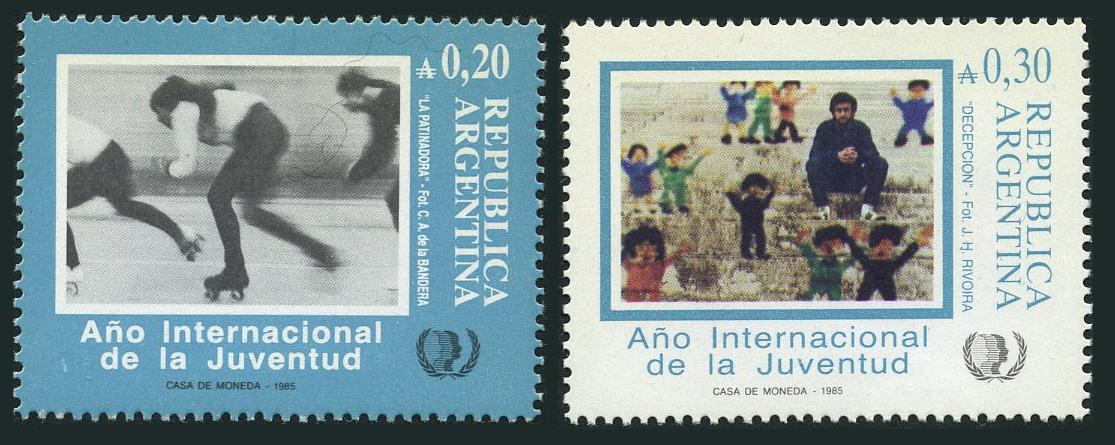 ₳ 0,20
REPUBLICA
ARGENTINA
"LA PATINADORA" - Fot. C. A. de la BANDERA
Año Internacional
de la Juventud
CASA DE MONEDA - 1985
₳ 0,30
REPUBLICA
ARGENTINA
"DECEPCION" - Fot. J. H. RIVOIRA
Año Internacional
de la Juventud
CASA DE MONEDA - 1985